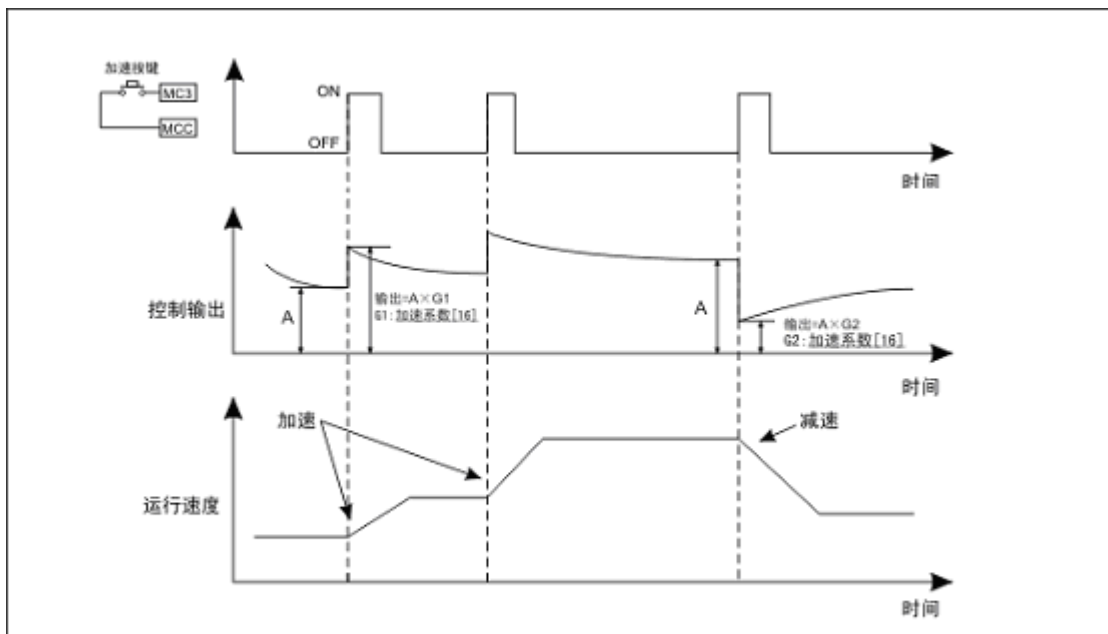 加速按键
MC3
MCC
ON
OFF
时间
控制输出
A
输出=A×G1
G1:加速系数[16]
A
输出=A×G2
G2:加速系数[16]
时间
加速
减速
运行速度
时间